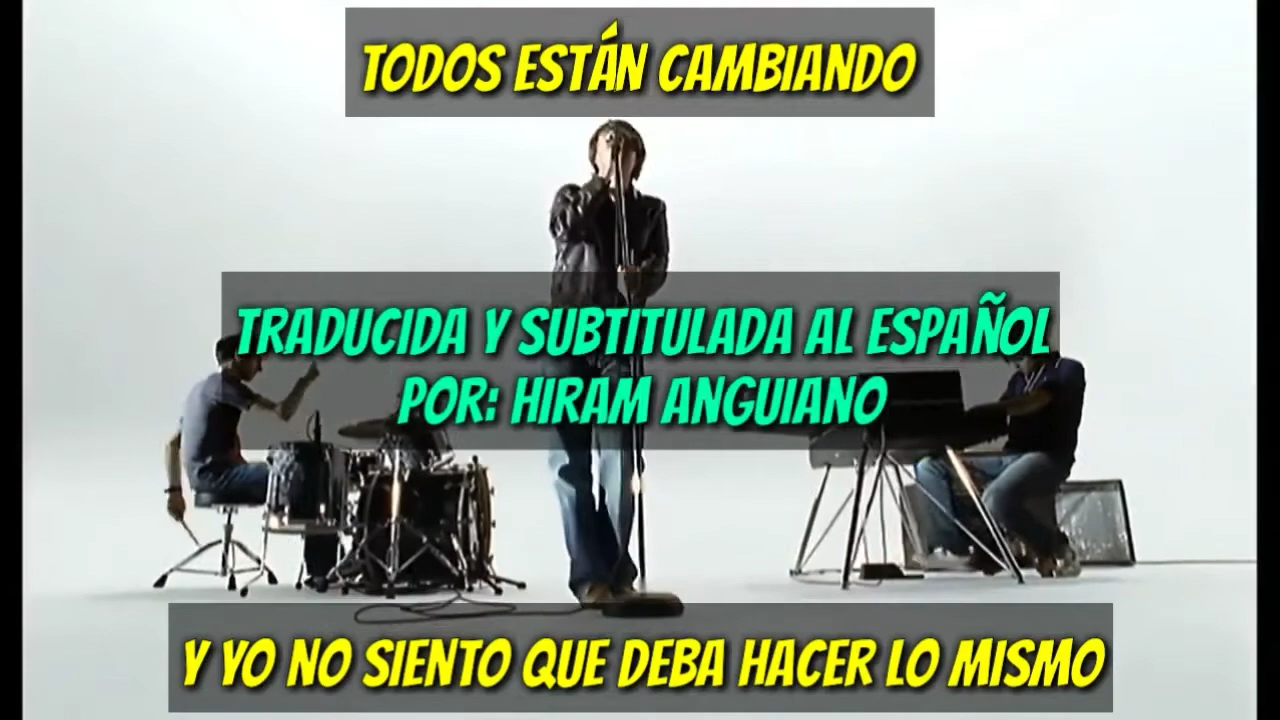 TODOS ESTÁN CAMBIANDO
TRADUCIDA Y SUBTITULADA AL ESPAÑOL
POR: HIRAM ANGUIANO
Y YO NO SIENTO QUE DEBA HACER LO MISMO